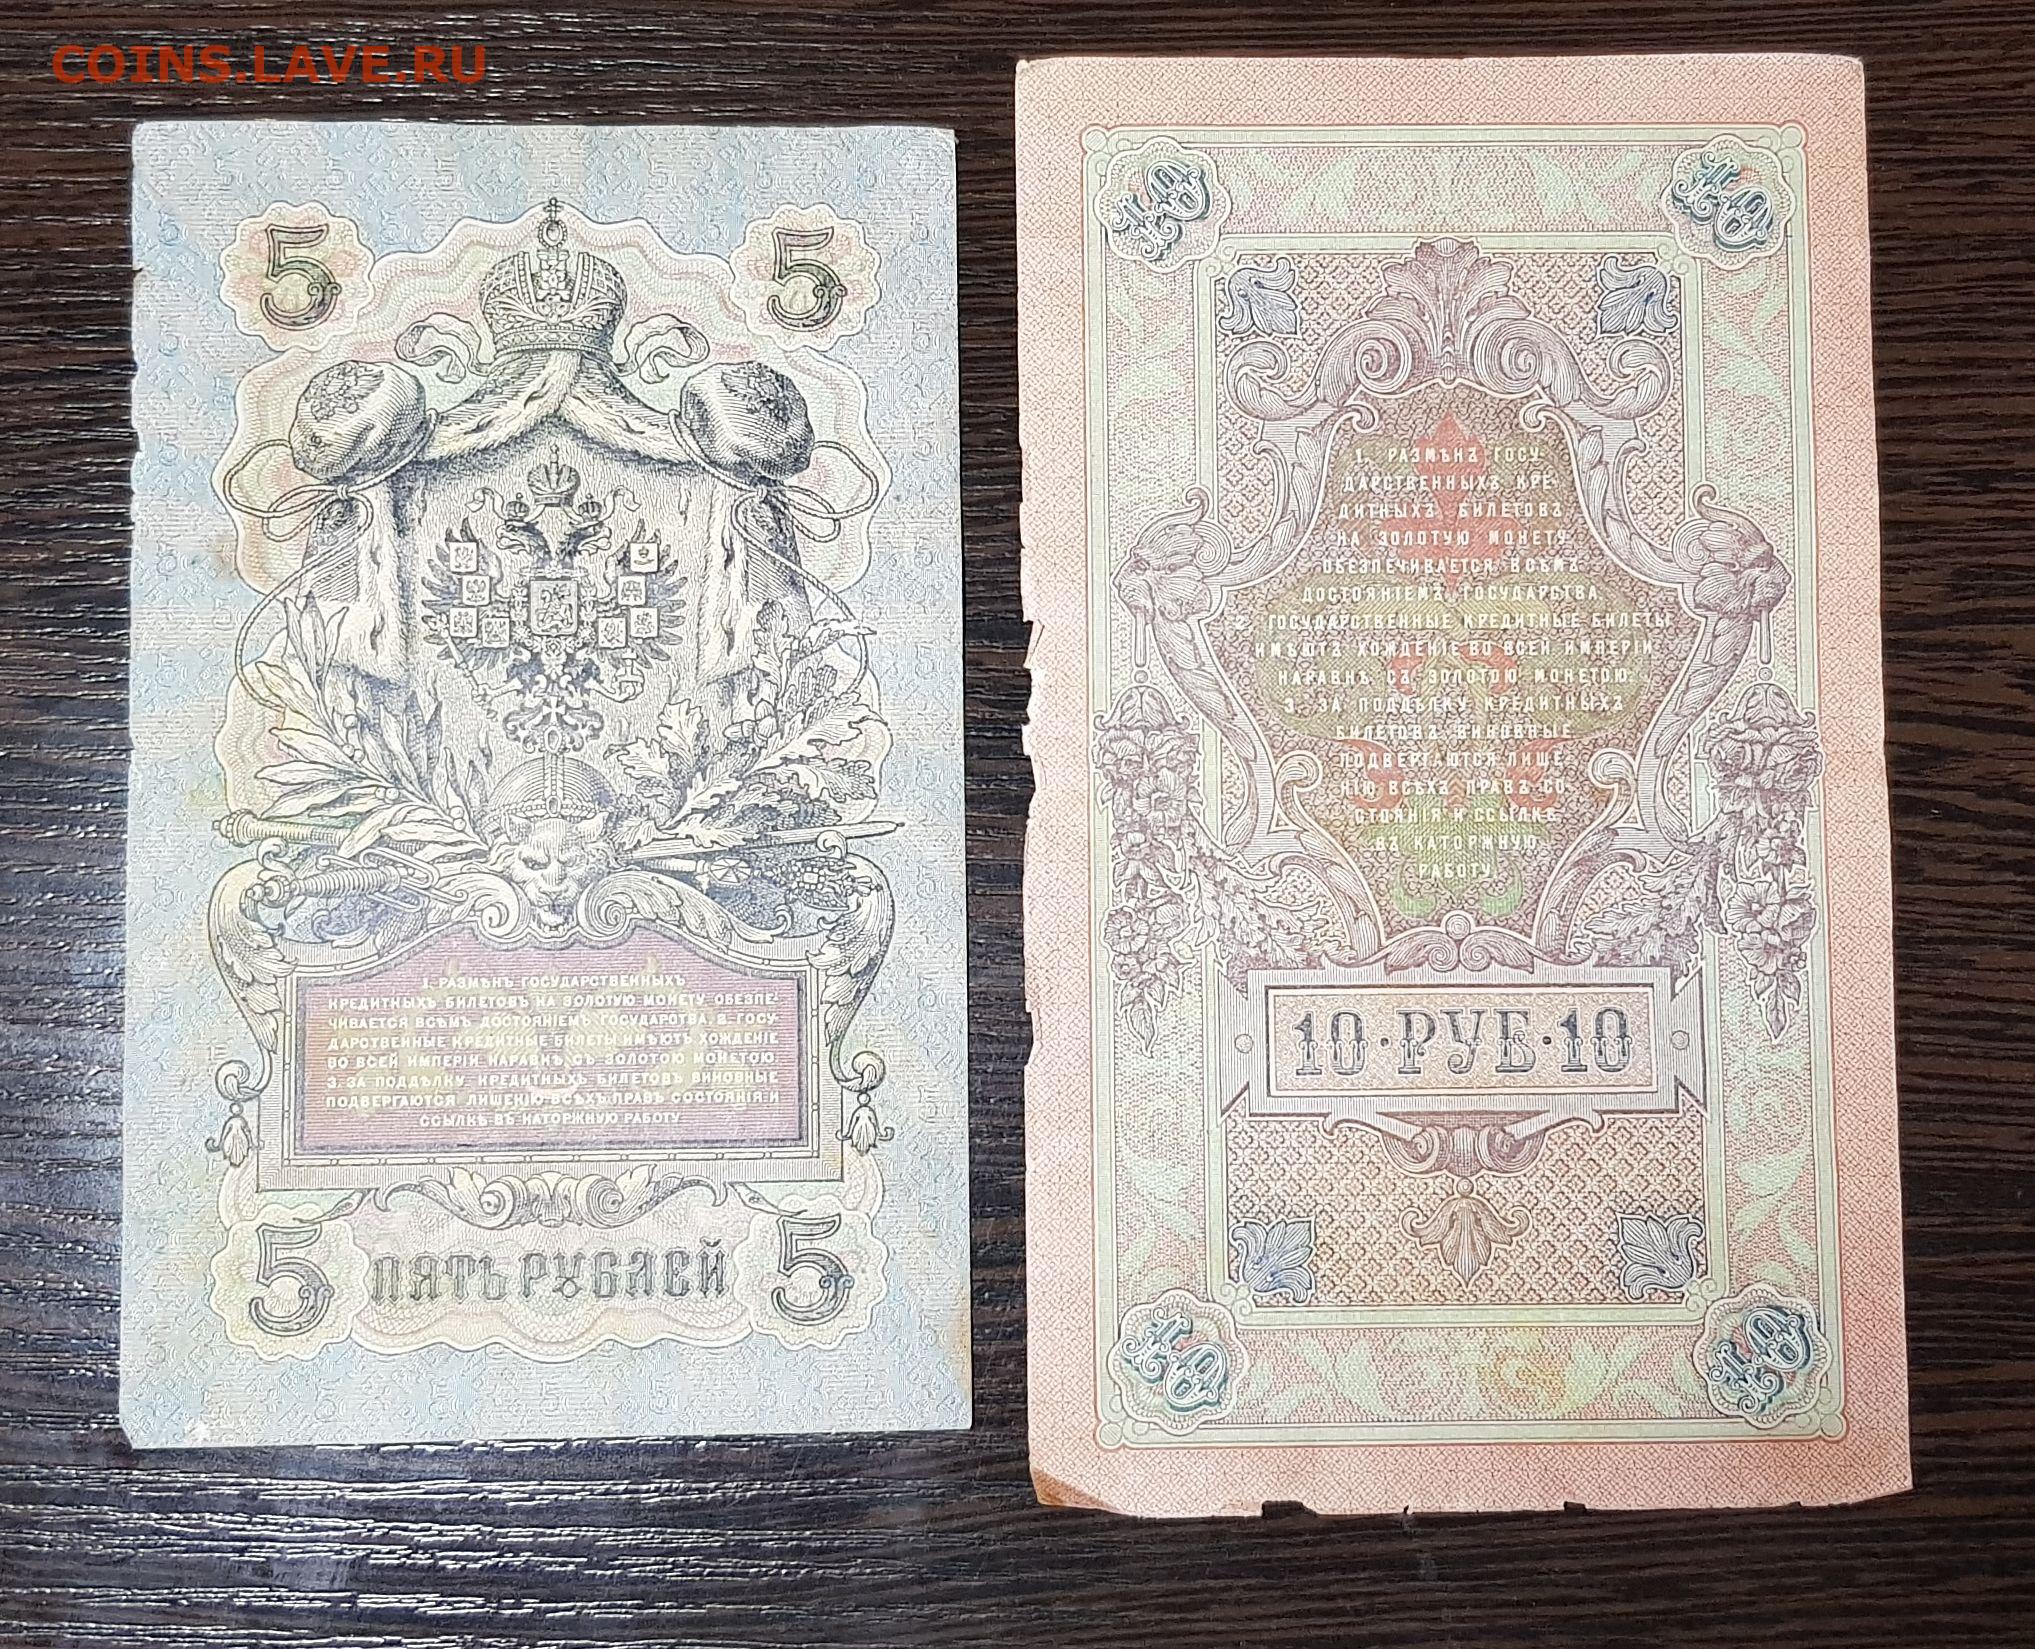 COINS.LAVE.RU
5 5
1. РАЗМѢНЪ ГОСУДАРСТВЕННЫХЪ
КРЕДИТНЫХЪ БИЛЕТОВЪ НА ЗОЛОТУЮ МОНЕТУ ОБЕЗПЕ-
ЧИВАЕТСЯ ВСѢМЪ ДОСТОЯНІЕМЪ ГОСУДАРСТВА. 2. ГОСУ-
ДАРСТВЕННЫЕ КРЕДИТНЫЕ БИЛЕТЫ ИМѢЮТЪ ХОЖДЕНІЕ
ВО ВСЕЙ ИМПЕРІИ НАРАВНѢ СЪ ЗОЛОТОЮ МОНЕТОЮ.
3. ЗА ПОДДѢЛКУ КРЕДИТНЫХЪ БИЛЕТОВЪ ВИНОВНЫЕ
ПОДВЕРГАЮТСЯ ЛИШЕНІЮ ВСѢХЪ ПРАВЪ СОСТОЯНІЯ И
ССЫЛКѢ ВЪ КАТОРЖНУЮ РАБОТУ.
5 ПЯТЬ РУБЛЕЙ 5
10 10
1. РАЗМѢНЪ ГОСУ-
ДАРСТВЕННЫХЪ КРЕ-
ДИТНЫХЪ БИЛЕТОВЪ
НА ЗОЛОТУЮ МОНЕТУ
ОБЕЗПЕЧИВАЕТСЯ ВСѢМЪ
ДОСТОЯНІЕМЪ ГОСУДАРСТВА.
2. ГОСУДАРСТВЕННЫЕ КРЕДИТНЫЕ БИЛЕТЫ
ИМѢЮТЪ ХОЖДЕНІЕ ВО ВСЕЙ ИМПЕРІИ
НАРАВНѢ СЪ ЗОЛОТОЮ МОНЕТОЮ.
3. ЗА ПОДДѢЛКУ КРЕДИТНЫХЪ
БИЛЕТОВЪ ВИНОВНЫЕ
ПОДВЕРГАЮТСЯ ЛИШЕ-
НІЮ ВСѢХЪ ПРАВЪ СО-
СТОЯНІЯ И ССЫЛКѢ
ВЪ КАТОРЖНУЮ
РАБОТУ.
10·РУБ·10
10 10